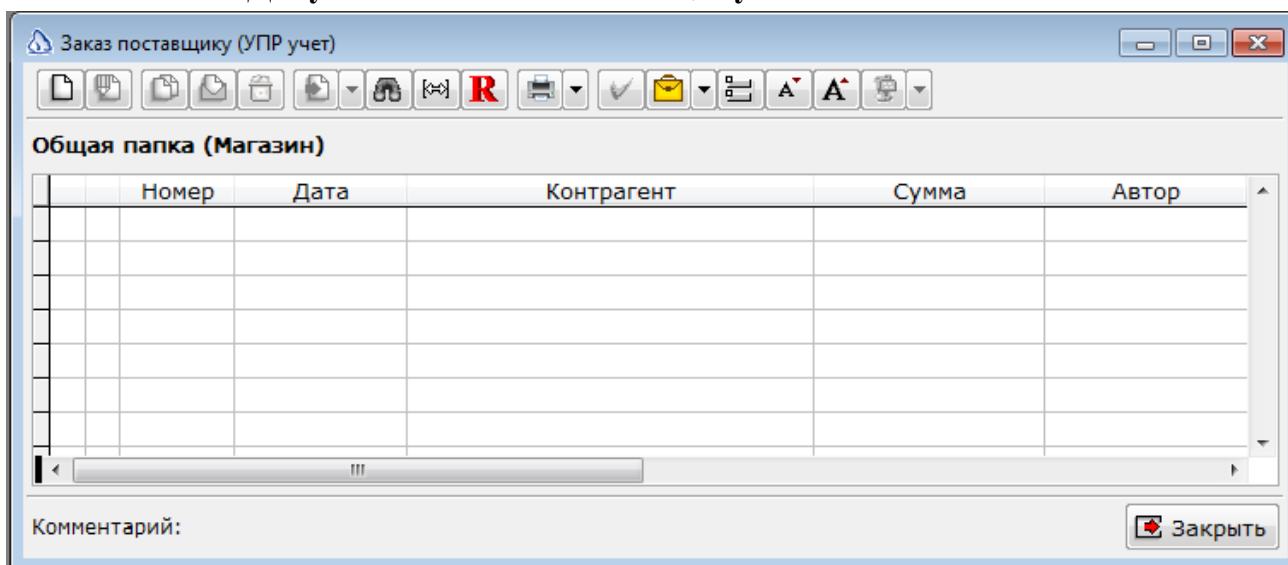 Заказ поставщику (УПР учет)
R A A
Общая папка (Магазин)
Номер Дата Контрагент Сумма Автор
Комментарий: Закрыть